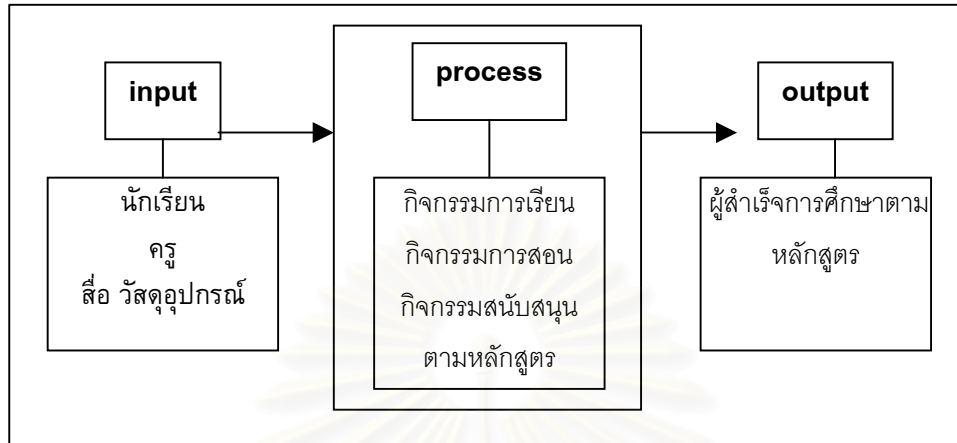 input
นักเรียน
ครู
สื่อ วัสดุอุปกรณ์
process
กิจกรรมการเรียน
กิจกรรมการสอน
กิจกรรมสนับสนุน
ตามหลักสูตร
output
ผู้สำเร็จการศึกษาตาม
หลักสูตร